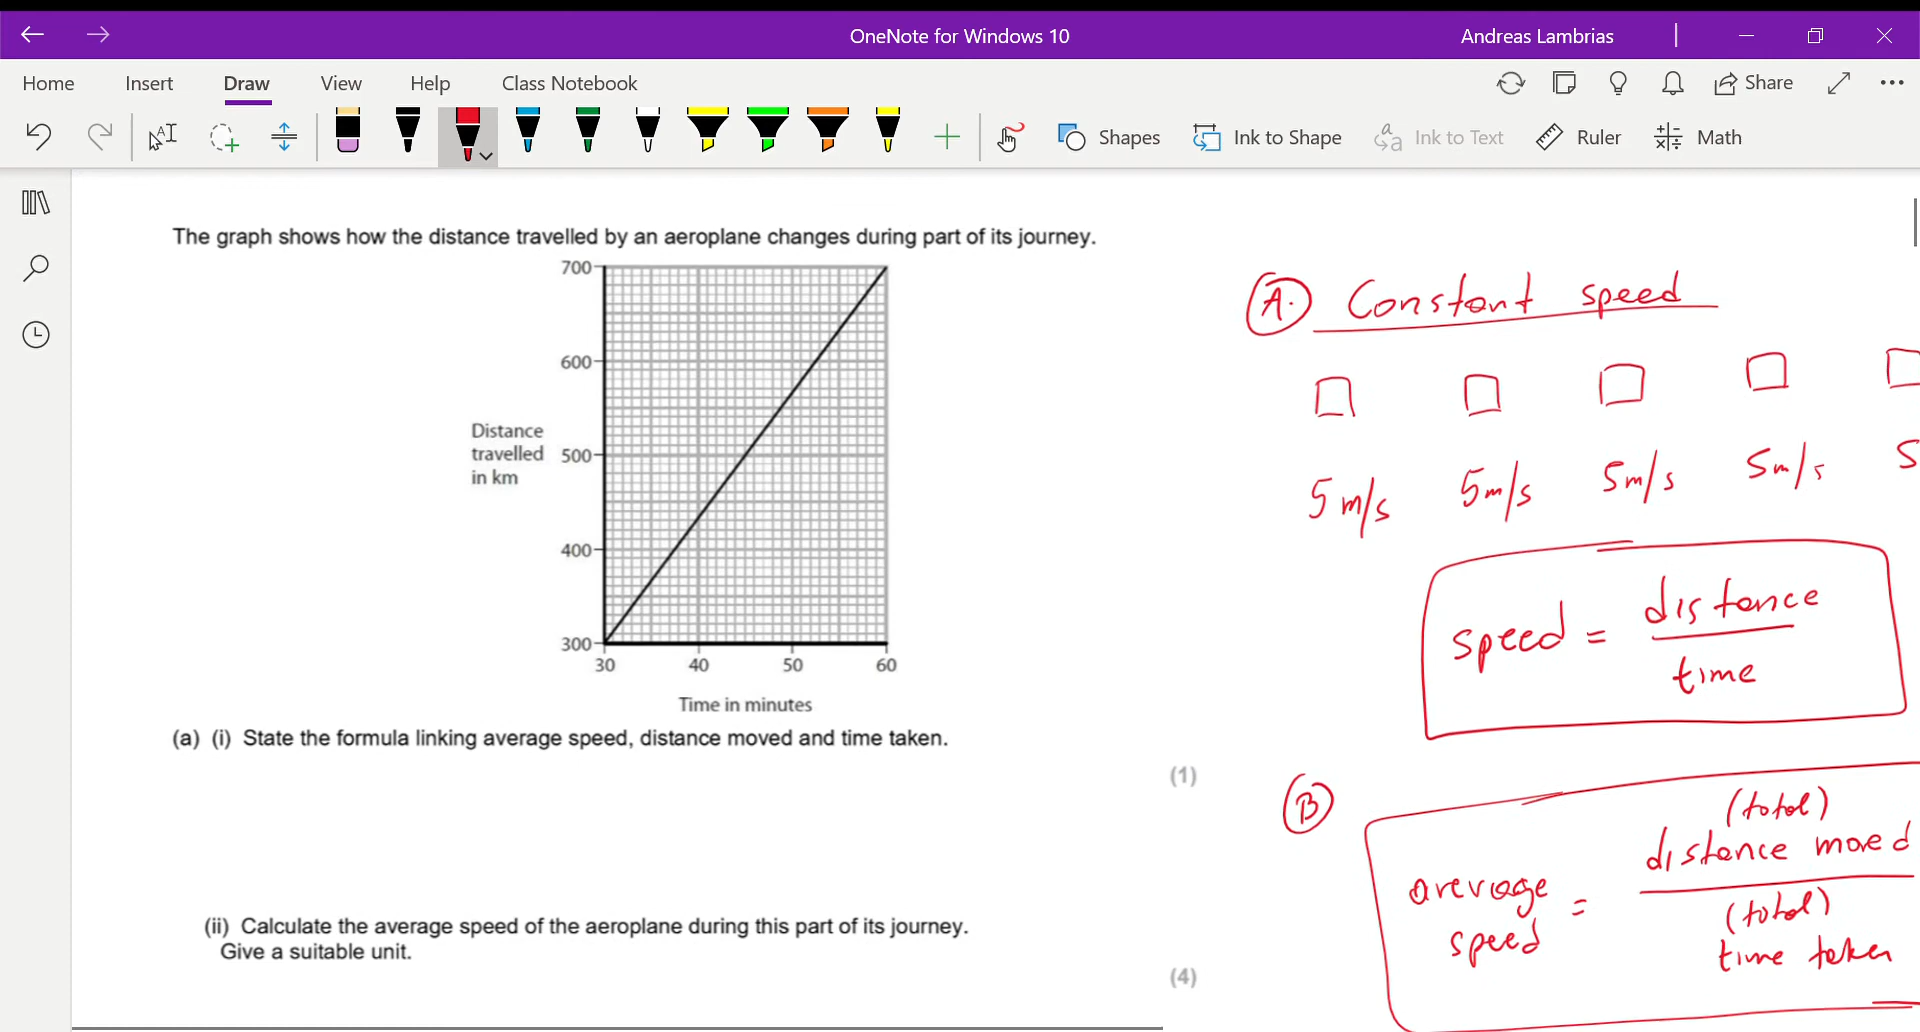 OneNote for Windows 10
Andreas Lambrias
Home Insert Draw View Help Class Notebook
Share
Shapes Ink to Shape Ink to Text Ruler Math
The graph shows how the distance travelled by an aeroplane changes during part of its journey.
700
600
500
400
300
Distance
travelled
in km
30 40 50 60
Time in minutes
(a) (i) State the formula linking average speed, distance moved and time taken.
(1)
(ii) Calculate the average speed of the aeroplane during this part of its journey.
Give a suitable unit.
(4)
A. Constant speed
5 m/s 5 m/s 5 m/s 5 m/s 5
speed = distance
time
B
(total)
distance moved
average =
speed
(total)
time taken